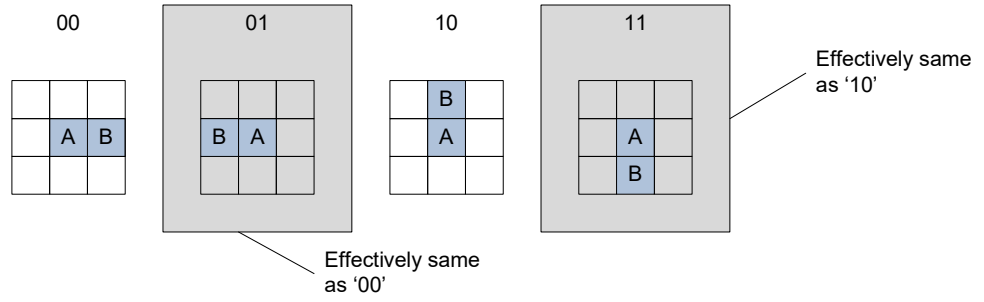 00
01
10
11
Effectively same
as ‘10’
B
A B
B A
A
A
B
Effectively same
as ‘00’